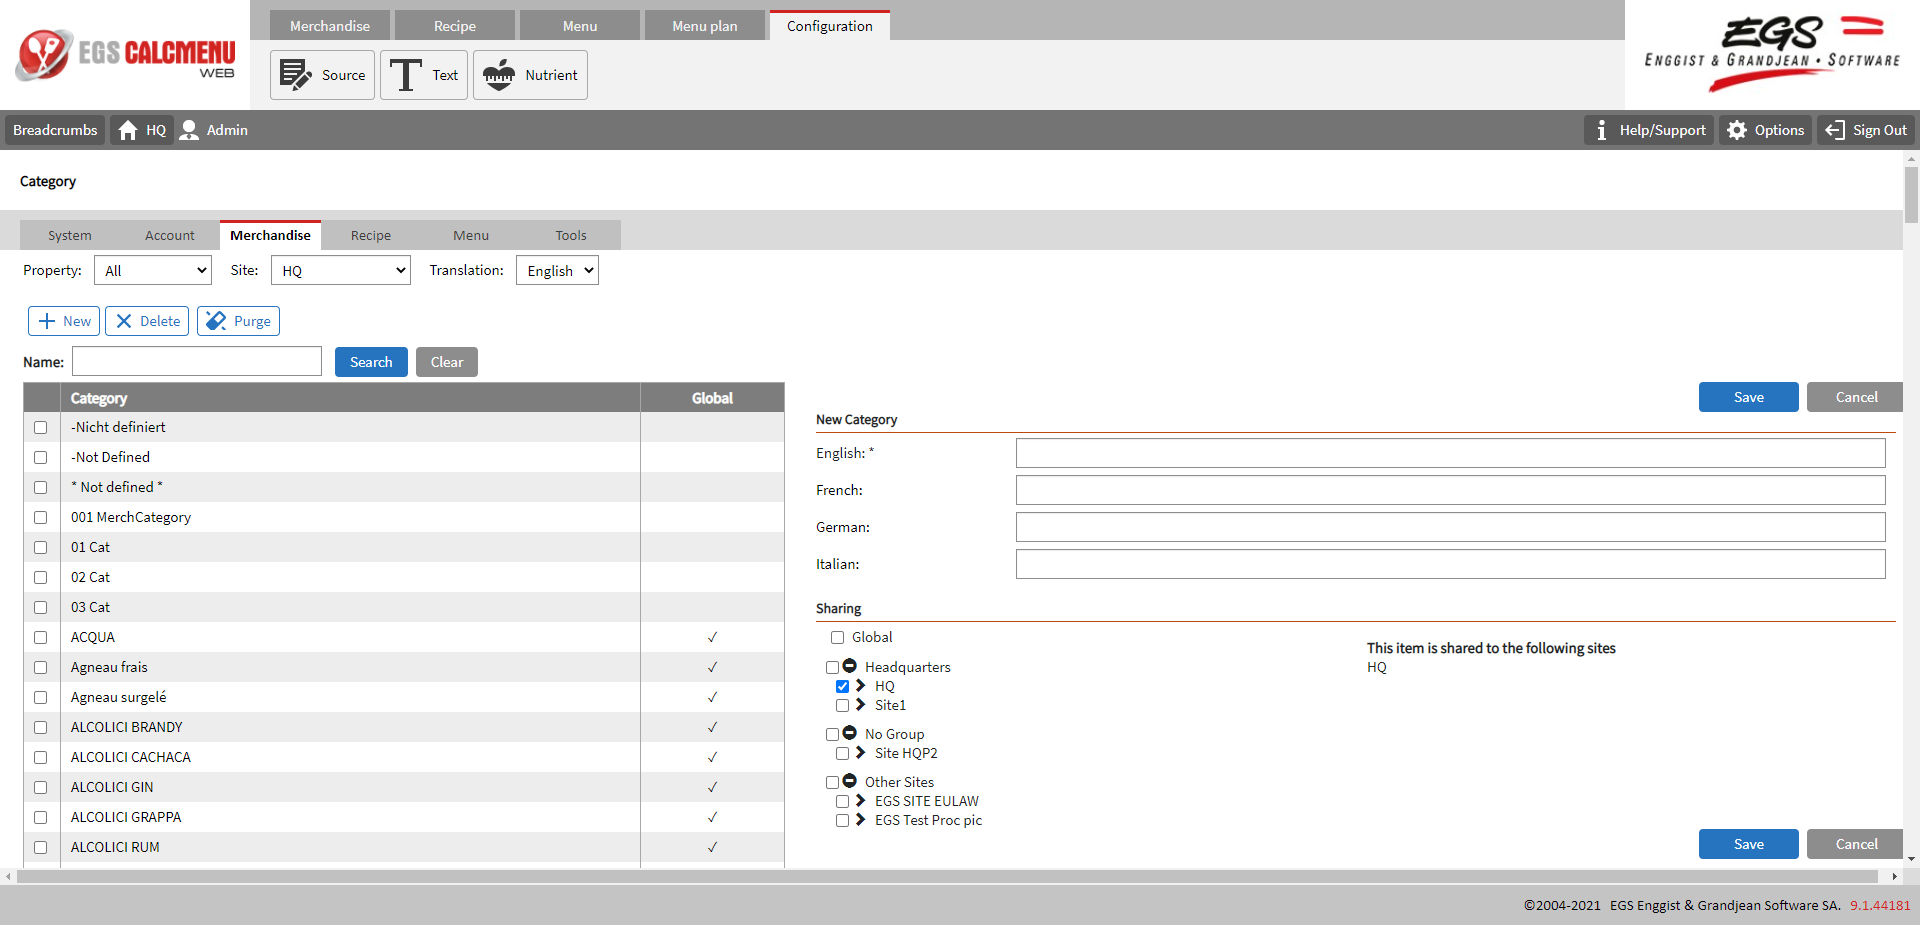 EGS CALCMENU
WEB
Merchandise Recipe Menu Menu plan Configuration
Source Text Nutrient
EGS
ENGGIST & GRANDJEAN • SOFTWARE
Breadcrumbs HQ Admin Help/Support Options Sign Out
Category
System Account Merchandise Recipe Menu Tools
Property: All Site: HQ Translation: English
New Delete Purge
Name: Search Clear
Category Global
-Nicht definiert
-Not Defined
* Not defined *
001 MerchCategory
01 Cat
02 Cat
03 Cat
ACQUA ✓
Agneau frais ✓
Agneau surgelé ✓
ALCOLICI BRANDY ✓
ALCOLICI CACHACA ✓
ALCOLICI GIN ✓
ALCOLICI GRAPPA ✓
ALCOLICI RUM ✓
Save Cancel
New Category
English: *
French:
German:
Italian:
Sharing
Global
Headquarters
HQ
Site1
No Group
Site HQP2
Other Sites
EGS SITE EULAW
EGS Test Proc pic
This item is shared to the following sites
HQ
Save Cancel
©2004-2021 EGS Enggist & Grandjean Software SA. 9.1.44181